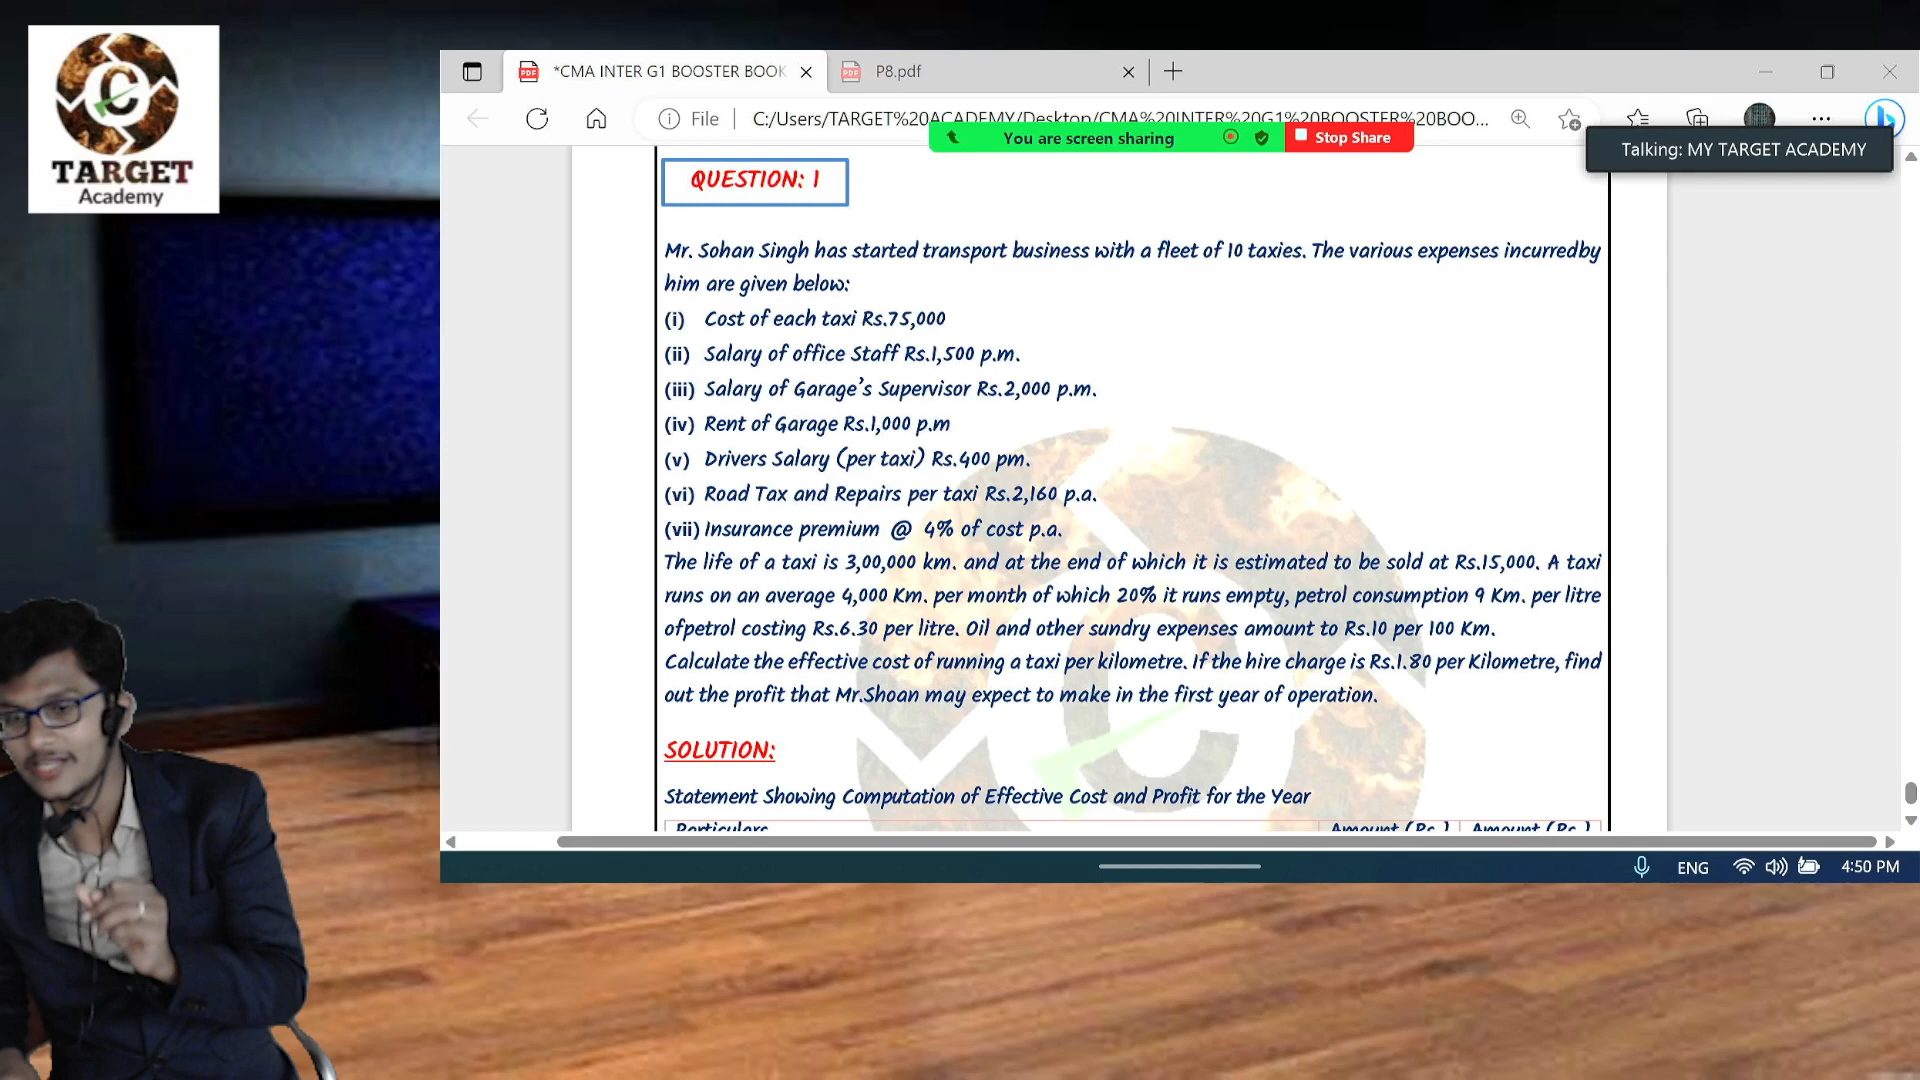 C
TARGET
Academy
*CMA INTER G1 BOOSTER BOOK
P8.pdf
File
C:/Users/TARGET%20ACADEMY/Desktop/CMA%20INTER%20G1%20BOOSTER%20BOO...
You are screen sharing
Stop Share
Talking: MY TARGET ACADEMY
QUESTION: 1
Mr. Sohan Singh has started transport business with a fleet of 10 taxies. The various expenses incurredby
him are given below:
(i) Cost of each taxi Rs.75,000
(ii) Salary of office Staff Rs.1,500 p.m.
(iii) Salary of Garage's Supervisor Rs.2,000 p.m.
(iv) Rent of Garage Rs.1,000 p.m
(v) Drivers Salary (per taxi) Rs.400 pm.
(vi) Road Tax and Repairs per taxi Rs.2,160 p.a.
(vii) Insurance premium @ 4% of cost p.a.
The life of a taxi is 3,00,000 km. and at the end of which it is estimated to be sold at Rs.15,000. A taxi
runs on an average 4,000 Km. per month of which 20% it runs empty, petrol consumption 9 Km. per litre
ofpetrol costing Rs.6.30 per litre. Oil and other sundry expenses amount to Rs.10 per 100 Km.
Calculate the effective cost of running a taxi per kilometre. If the hire charge is Rs.1.80 per Kilometre, find
out the profit that Mr.Shoan may expect to make in the first year of operation.
SOLUTION:
Statement Showing Computation of Effective Cost and Profit for the Year
Particulars Amount (Rs.) Amount (Rs.)
ENG 4:50 PM